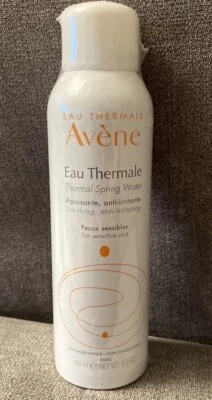 EAU THERMALE
Avène
Eau Thermale
Thermal Spring Water
Apaisante, anti-irritante
Soothing, anti-irritating
Peaux sensibles
For sensitive skin
PARIS